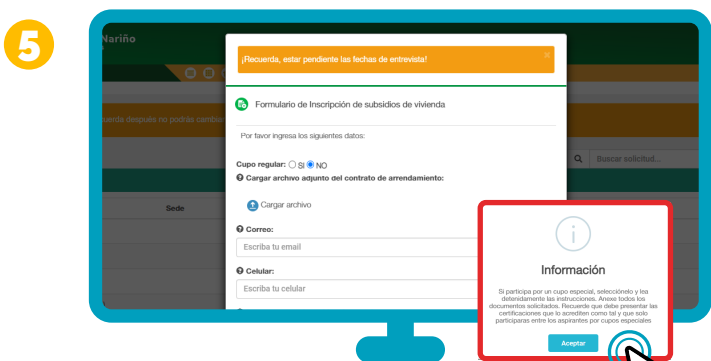 5
Nariño
¡Recuerda, estar pendiente las fechas de entrevista!
×
Formulario de Inscripción de subsidios de vivienda
uerda después no podrás cambiar
Por favor ingresa los siguientes datos:
Buscar solicitud...
Cupo regular: SI NO
Cargar archivo adjunto del contrato de arrendamiento:
Sede
Cargar archivo
Correo:
Escriba tu email
Celular:
Escriba tu celular
Información
Si participa por un cupo especial, selecciónelo y lea
detenidamente las instrucciones. Anexe todos los
documentos solicitados. Recuerde que debe presentar las
certificaciones que lo acrediten como tal y que solo
participaras entre los aspirantes por cupos especiales
Aceptar